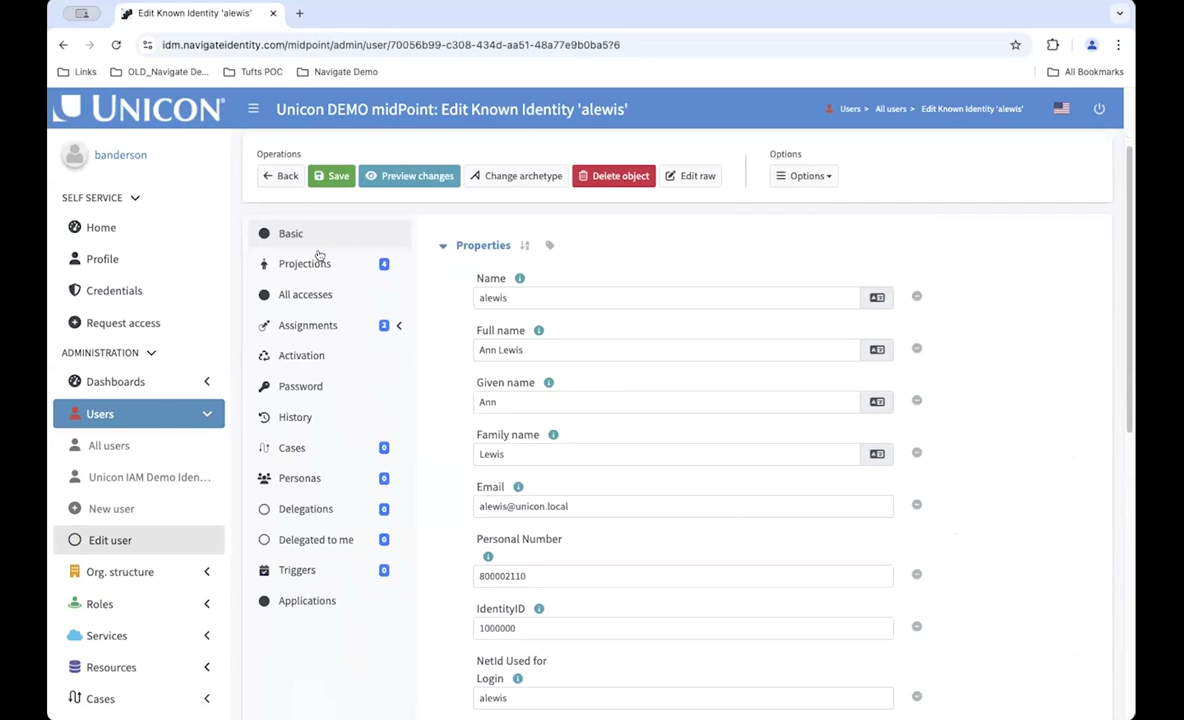 Edit Known Identity 'alewis'
idm.navigateidentity.com/midpoint/admin/user/70056b99-c308-434d-aa51-48a77e9b0ba5?6
Links
OLD_Navigate De...
Tufts POC
Navigate Demo
All Bookmarks
UNICON
Unicon DEMO midPoint: Edit Known Identity 'alewis'
Users > All users > Edit Known Identity 'alewis'
banderson
SELF SERVICE
Home
Profile
Credentials
Request access
ADMINISTRATION
Dashboards
Users
All users
Unicon IAM Demo Iden...
New user
Edit user
Org. structure
Roles
Services
Resources
Cases
Operations
Back
Save
Preview changes
Change archetype
Delete object
Edit raw
Options
Options
Basic
Projections 4
All accesses
Assignments 2
Activation
Password
History
Cases 0
Personas 0
Delegations 0
Delegated to me 0
Triggers 0
Applications
Properties
Name
alewis
Full name
Ann Lewis
Given name
Ann
Family name
Lewis
Email
alewis@unicon.local
Personal Number
800002110
IdentityID
1000000
NetId Used for
Login
alewis